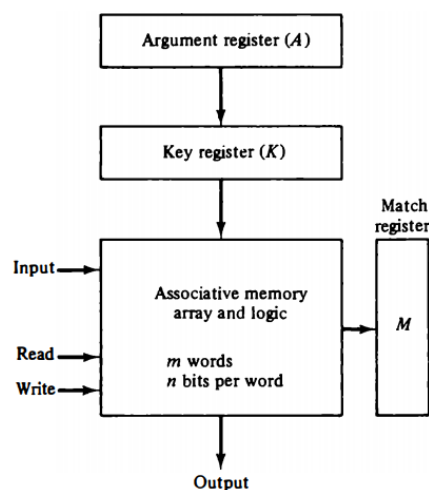 Argument register (A)
Key register (K)
Match
register
Input
Associative memory
array and logic
M
Read
m words
n bits per word
Write
Output